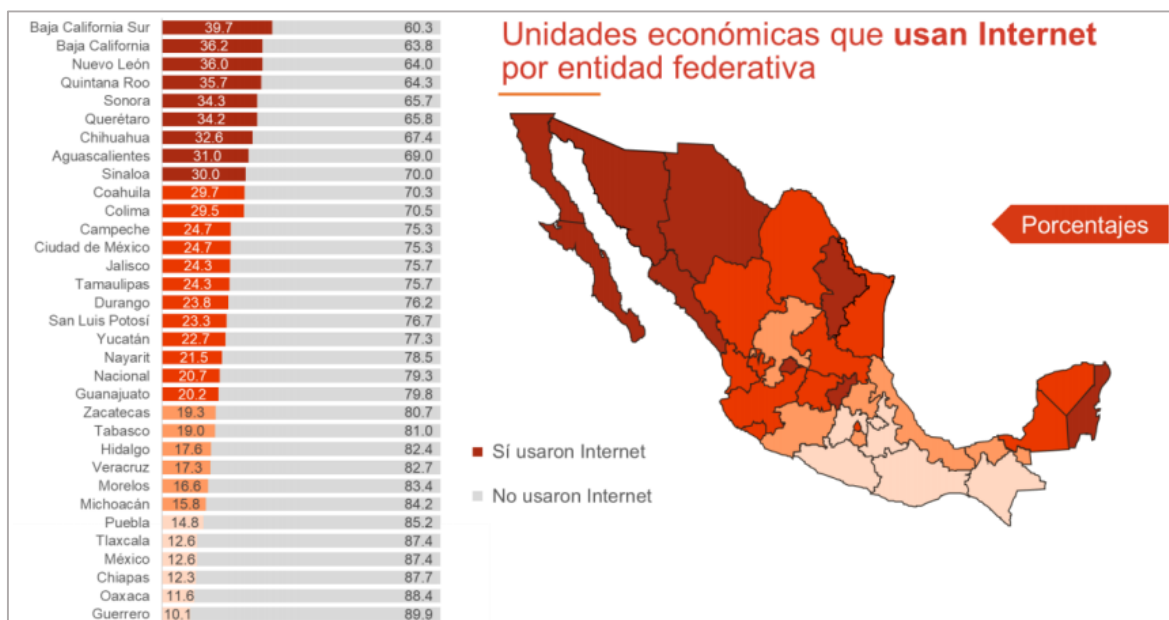 Unidades económicas que usan Internet
por entidad federativa
Baja California Sur 39.7 60.3
Baja California 36.2 63.8
Nuevo León 36.0 64.0
Quintana Roo 35.7 64.3
Sonora 34.3 65.7
Querétaro 34.2 65.8
Chihuahua 32.6 67.4
Aguascalientes 31.0 69.0
Sinaloa 30.0 70.0
Coahuila 29.7 70.3
Colima 29.5 70.5
Campeche 24.7 75.3
Ciudad de México 24.7 75.3
Jalisco 24.3 75.7
Tamaulipas 24.3 75.7
Durango 23.8 76.2
San Luis Potosí 23.3 76.7
Yucatán 22.7 77.3
Nayarit 21.5 78.5
Nacional 20.7 79.3
Guanajuato 20.2 79.8
Zacatecas 19.3 80.7
Tabasco 19.0 81.0
Hidalgo 17.6 82.4
Veracruz 17.3 82.7
Morelos 16.6 83.4
Michoacán 15.8 84.2
Puebla 14.8 85.2
Tlaxcala 12.6 87.4
México 12.6 87.4
Chiapas 12.3 87.7
Oaxaca 11.6 88.4
Guerrero 10.1 89.9
Porcentajes
Sí usaron Internet
No usaron Internet